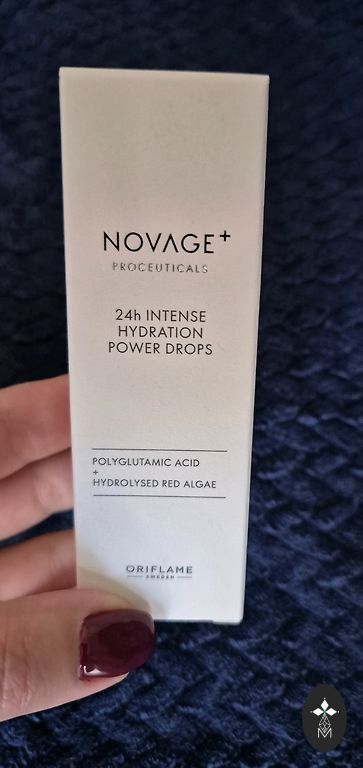 NOVAGE+
PROCEUTICALS
24h INTENSE
HYDRATION
POWER DROPS
POLYGLUTAMIC ACID
+
HYDROLYSED RED ALGAE
ORIFLAME
SWEDEN
M